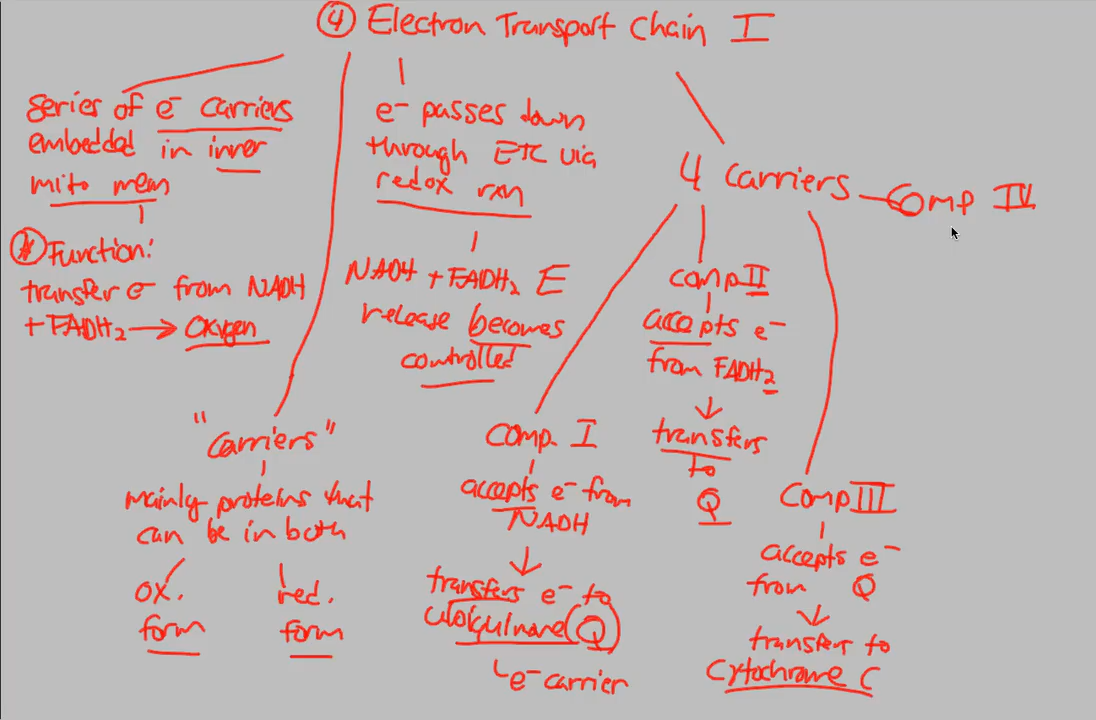 ④ Electron Transport Chain I
series of e⁻ carriers
embedded in inner
mito mem
Function:
transfer e⁻ from NADH
+ FADH₂ → Oxygen
"carriers"
mainly proteins that
can be in both
ox.
form
red.
form
e⁻ passes down
through ETC via
redox rxn
NADH + FADH₂ E
release becomes
controlled
4 carriers
Comp. I
accepts e⁻ from
NADH
↓
transfers e⁻ to
(Q)
e⁻ carrier
Comp II
accepts e⁻
from FADH₂
↓
transfers
to
Q
Comp III
accepts e⁻
from Q
↓
transfers to
Cytochrome C
Comp IV